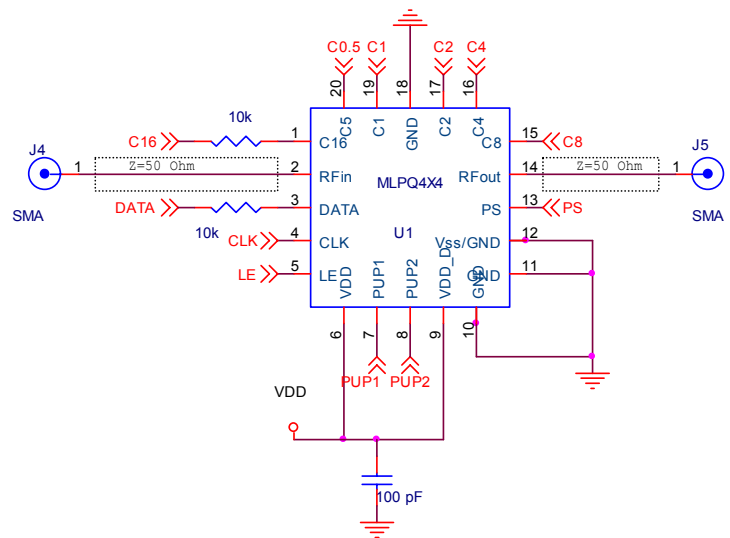 C0.5 C1 C2 C4
20 19 18 17 16
C5 C1 GND C2 C4
10k
C16 1 C16 C8 15 C8
J4 J5
1 Z=50 Ohm 2 RFin RFout 14 Z=50 Ohm 1
MLPQ4X4
SMA DATA 3 DATA PS 13 PS SMA
10k
U1
CLK 4 CLK Vss/GND 12
LE 5 LE GND 11
VDD PUP1 PUP2 VDD_D GND
6 7 8 9 10
PUP1 PUP2
VDD
100 pF